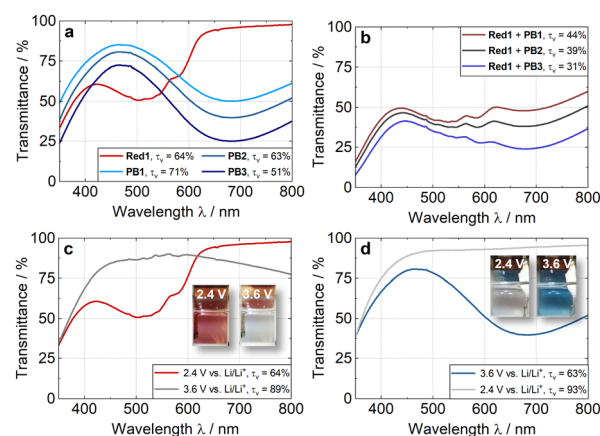 a
100
75
50
25
0
Transmittance / %
Red1, τv = 64%
PB2, τv = 63%
PB1, τv = 71%
PB3, τv = 51%
400 500 600 700 800
Wavelength λ / nm
b
Red1 + PB1, τv = 44%
Red1 + PB2, τv = 39%
Red1 + PB3, τv = 31%
100
75
50
25
0
Transmittance / %
400 500 600 700 800
Wavelength λ / nm
c
100
75
50
25
0
Transmittance / %
2.4 V 3.6 V
2.4 V vs. Li/Li⁺, τv = 64%
3.6 V vs. Li/Li⁺, τv = 89%
400 500 600 700 800
Wavelength λ / nm
d
100
75
50
25
0
Transmittance / %
2.4 V 3.6 V
3.6 V vs. Li/Li⁺, τv = 63%
2.4 V vs. Li/Li⁺, τv = 93%
400 500 600 700 800
Wavelength λ / nm